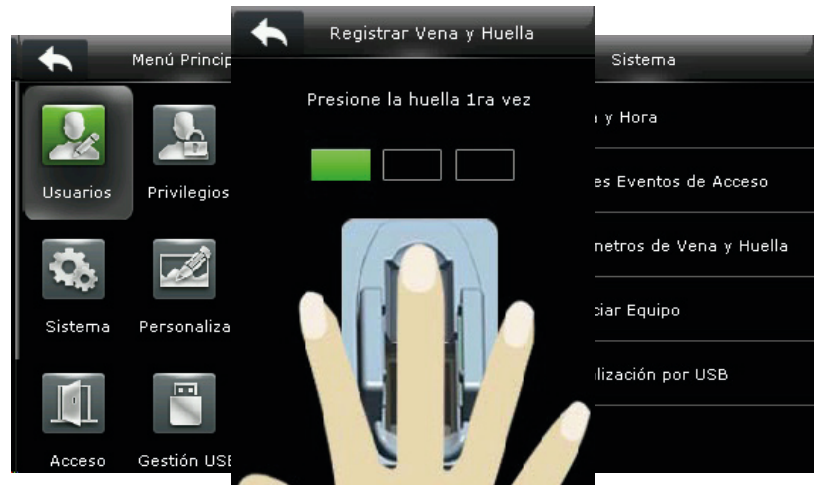 Menú Princip
Usuarios
Privilegios
Sistema
Personaliza
Acceso
Gestión US
Registrar Vena y Huella
Presione la huella 1ra vez
Sistema
y Hora
es Eventos de Acceso
netros de Vena y Huella
ciar Equipo
lización por USB